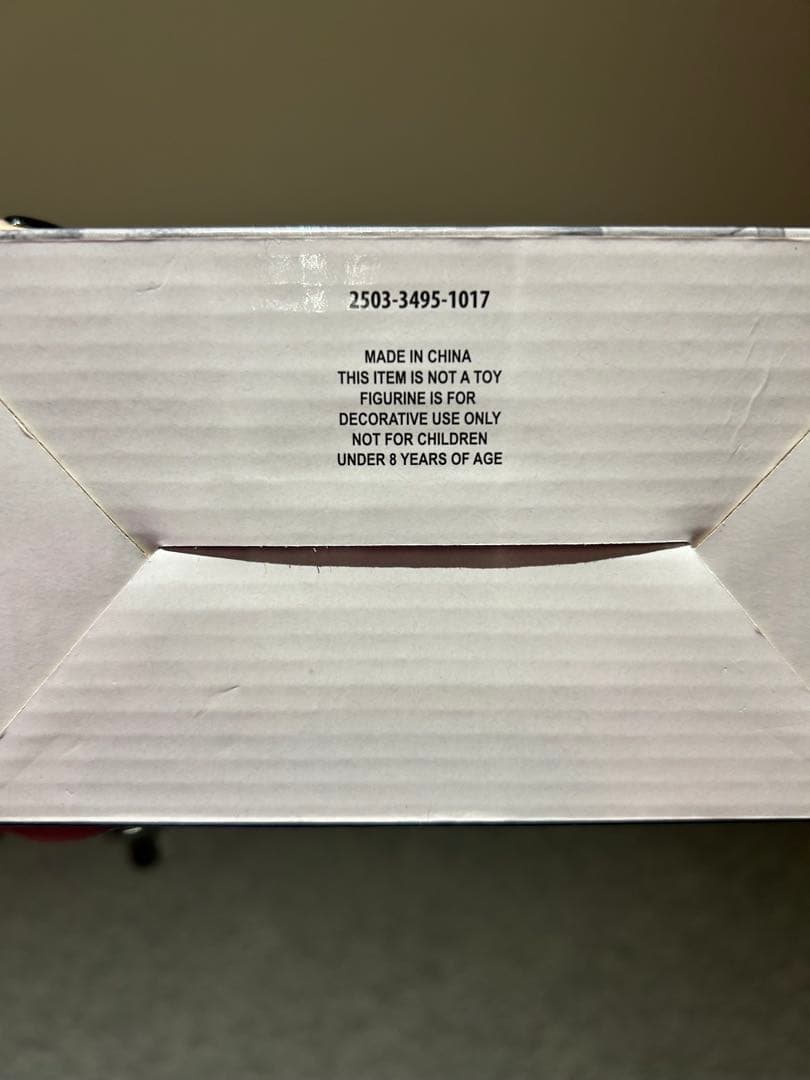 2503-3495-1017
MADE IN CHINA
THIS ITEM IS NOT A TOY
FIGURINE IS FOR
DECORATIVE USE ONLY
NOT FOR CHILDREN
UNDER 8 YEARS OF AGE